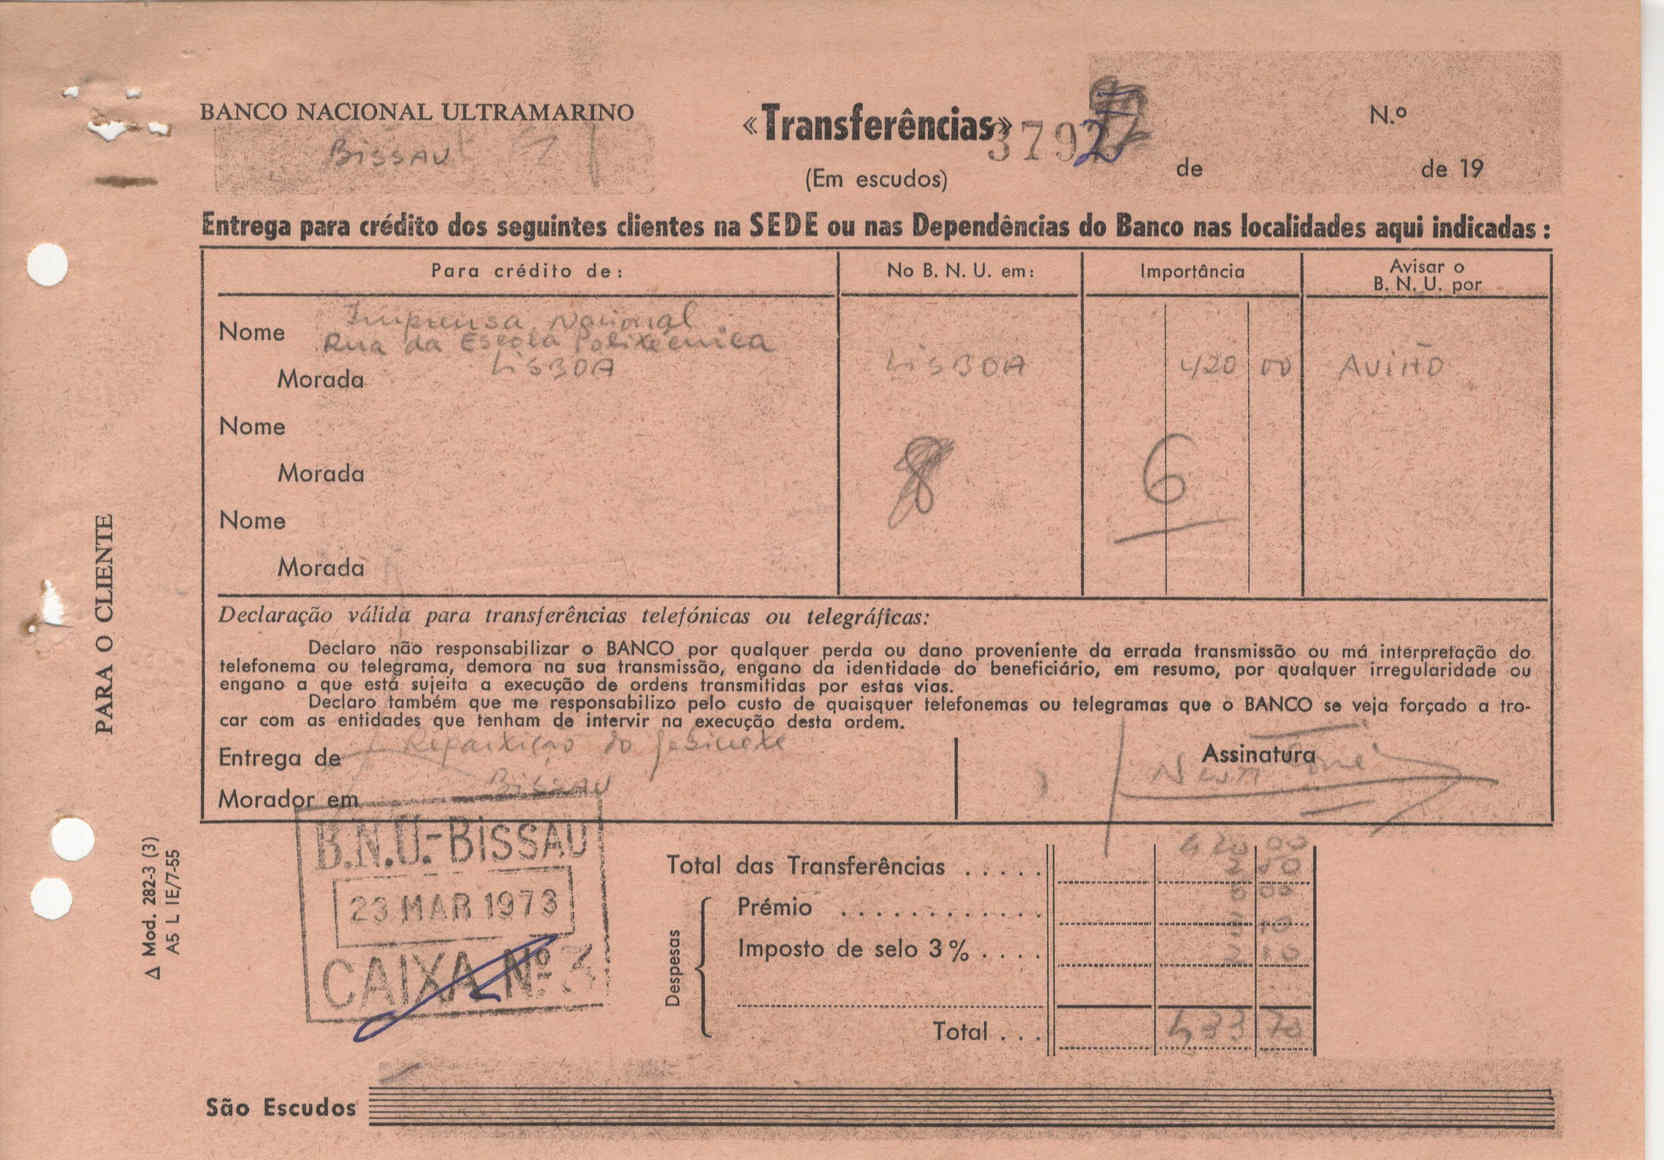 BANCO NACIONAL ULTRAMARINO
BISSAU
«Transferências»
3792
N.º
(Em escudos)
de
de 19
Entrega para crédito dos seguintes clientes na SEDE ou nas Dependências do Banco nas localidades aqui indicadas :
Para crédito de :
No B. N. U. em :
Importância
Avisar o
B. N. U. por
Nome Imprensa Nacional
Rua da Escola Politécnica
Morada LISBOA
LISBOA
420 00
AVIÃO
Nome
Morada
8
6
Nome
Morada
Declaração válida para transferências telefónicas ou telegráficas:
Declaro não responsabilizar o BANCO por qualquer perda ou dano proveniente da errada transmissão ou má interpretação do
telefonema ou telegrama, demora na sua transmissão, engano da identidade do beneficiário, em resumo, por qualquer irregularidade ou
engano a que está sujeita a execução de ordens transmitidas por estas vias.
Declaro também que me responsabilizo pelo custo de quaisquer telefonemas ou telegramas que o BANCO se veja forçado a tro-
car com as entidades que tenham de intervir na execução desta ordem.
Entrega de Repartição do Gabinete
Morador em BISSAU
Assinatura
B.N.U.-BISSAU
23 MAR 1973
CAIXA Nº 3
Total das Transferências . . . . . 420 00
Despesas
Prémio . . . . . . . . . . . .
Imposto de selo 3 % . . . . 2 10
Total . . . 433 70
São Escudos
PARA O CLIENTE
Δ Mod. 282-3 (3)
A5 L IE/7-55